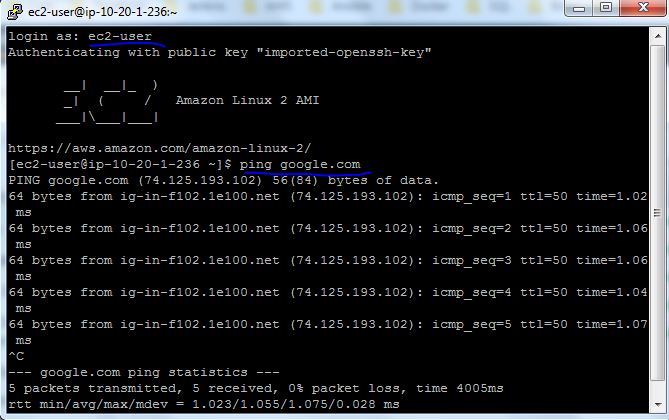 ec2-user@ip-10-20-1-236:~
login as: ec2-user
Authenticating with public key "imported-openssh-key"
       __|  __|_  )
       _|  (     /   Amazon Linux 2 AMI
      ___|\___|___|
https://aws.amazon.com/amazon-linux-2/
[ec2-user@ip-10-20-1-236 ~]$ ping google.com
PING google.com (74.125.193.102) 56(84) bytes of data.
64 bytes from ig-in-f102.1e100.net (74.125.193.102): icmp_seq=1 ttl=50 time=1.02
 ms
64 bytes from ig-in-f102.1e100.net (74.125.193.102): icmp_seq=2 ttl=50 time=1.06
 ms
64 bytes from ig-in-f102.1e100.net (74.125.193.102): icmp_seq=3 ttl=50 time=1.06
 ms
64 bytes from ig-in-f102.1e100.net (74.125.193.102): icmp_seq=4 ttl=50 time=1.04
 ms
64 bytes from ig-in-f102.1e100.net (74.125.193.102): icmp_seq=5 ttl=50 time=1.07
 ms
^C
--- google.com ping statistics ---
5 packets transmitted, 5 received, 0% packet loss, time 4005ms
rtt min/avg/max/mdev = 1.023/1.055/1.075/0.028 ms